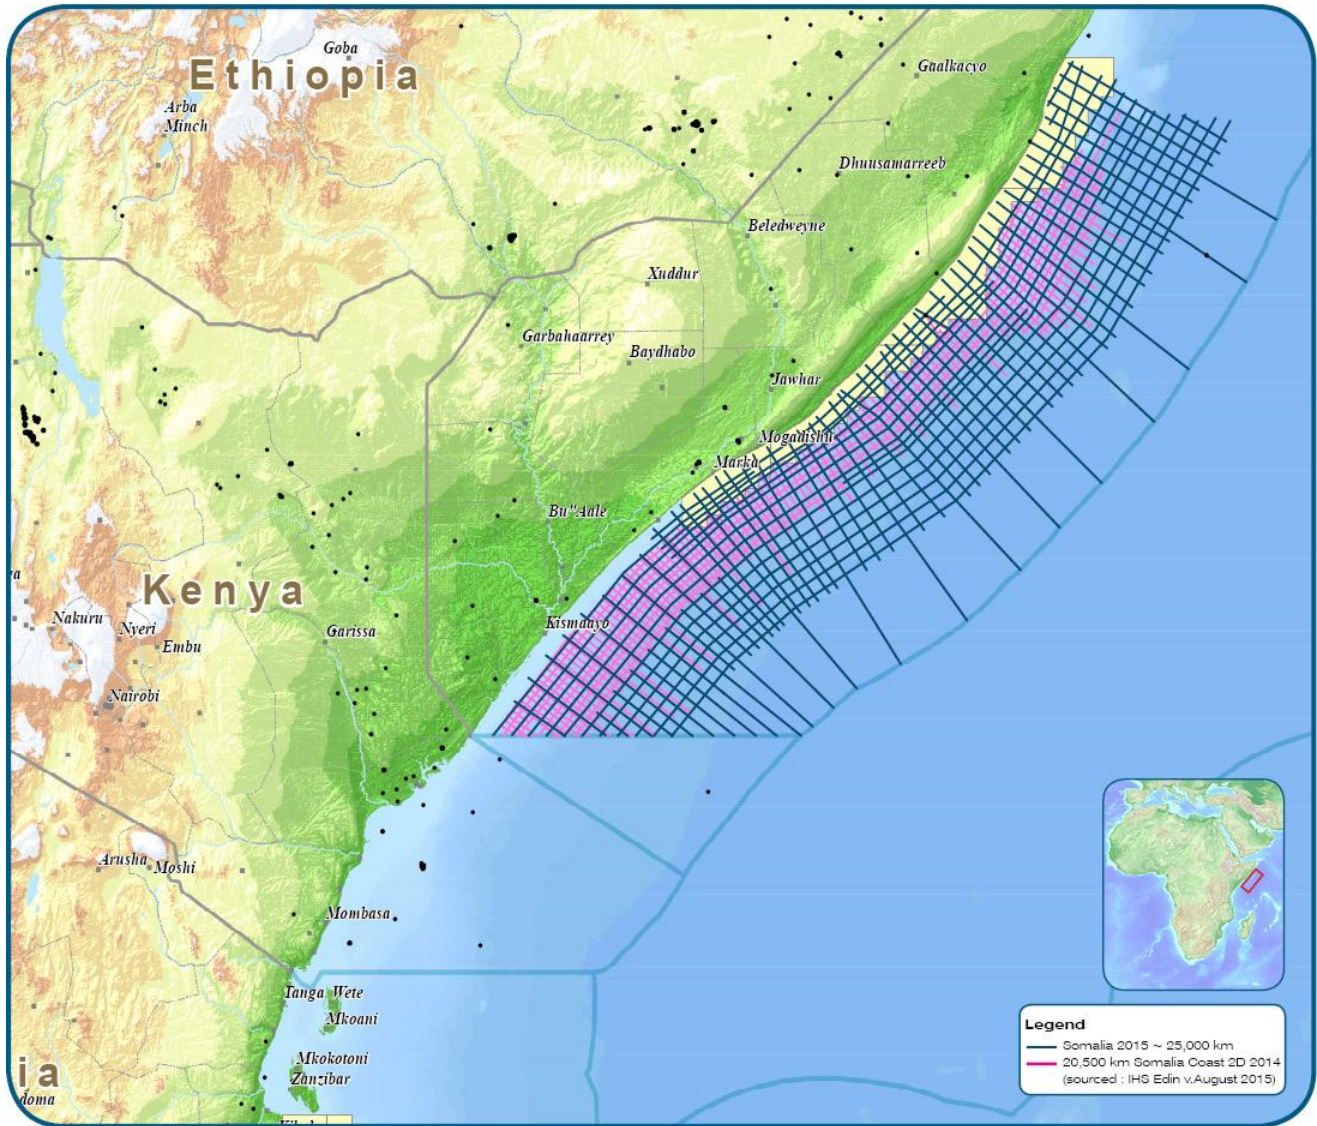 Goba
Ethiopia
Gaalkacyo
Arba
Minch
Dhuusamarreeb
Beledweyne
Xuddur
Garbahaarrey
Baydhabo
Jawhar
Mogadishu
Marka
Bu"Aale
Kenya
Nakuru
Nyeri
Garissa
Kismaayo
Embu
Nairobi
Arusha
Moshi
Mombasa
Tanga
Wete
Mkoani
Mkokotoni
Zanzibar
ia
doma
Legend
Somalia 2015 ~ 25,000 km
20,500 km Somalia Coast 2D 2014
(sourced : IHS Edin v.August 2015)